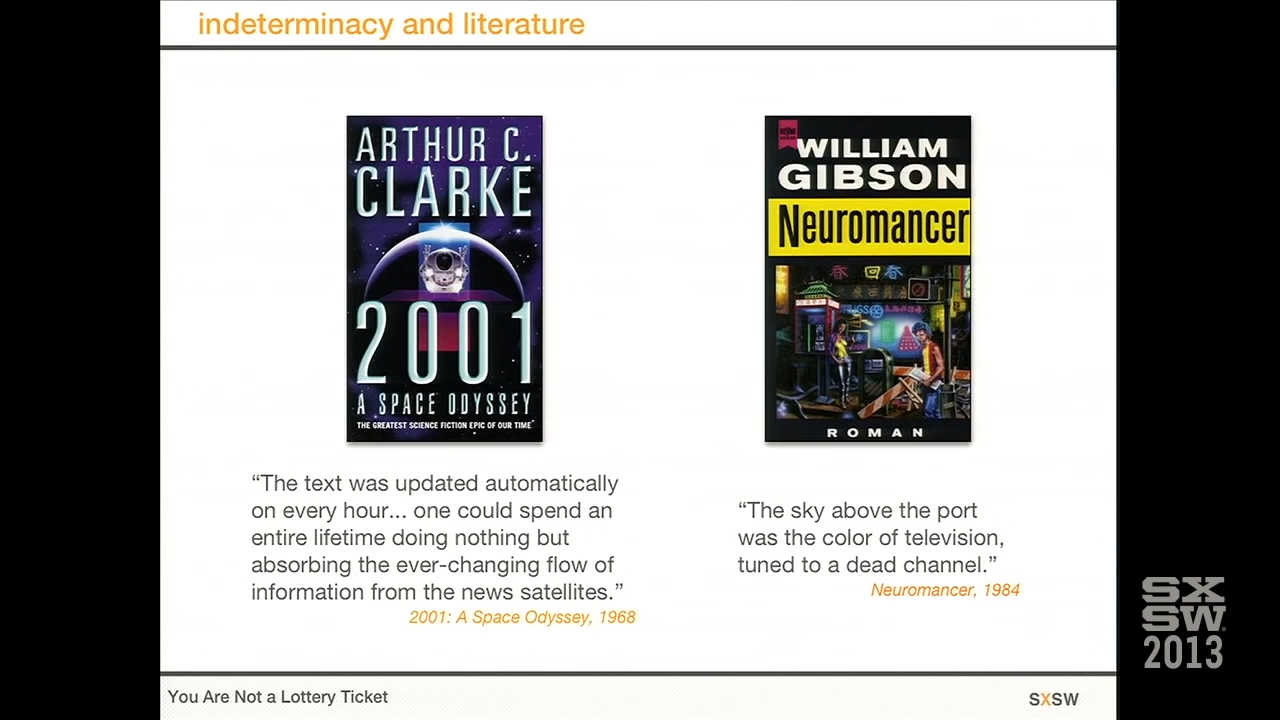 indeterminacy and literature
ARTHUR C.
CLARKE
2001
A SPACE ODYSSEY
THE GREATEST SCIENCE FICTION EPIC OF OUR TIME
WILLIAM
GIBSON
Neuromancer
春 回 春
ROMAN
“The text was updated automatically
on every hour... one could spend an
entire lifetime doing nothing but
absorbing the ever-changing flow of
information from the news satellites.”
2001: A Space Odyssey, 1968
“The sky above the port
was the color of television,
tuned to a dead channel.”
Neuromancer, 1984
SXSW®
2013
You Are Not a Lottery Ticket
SXSW